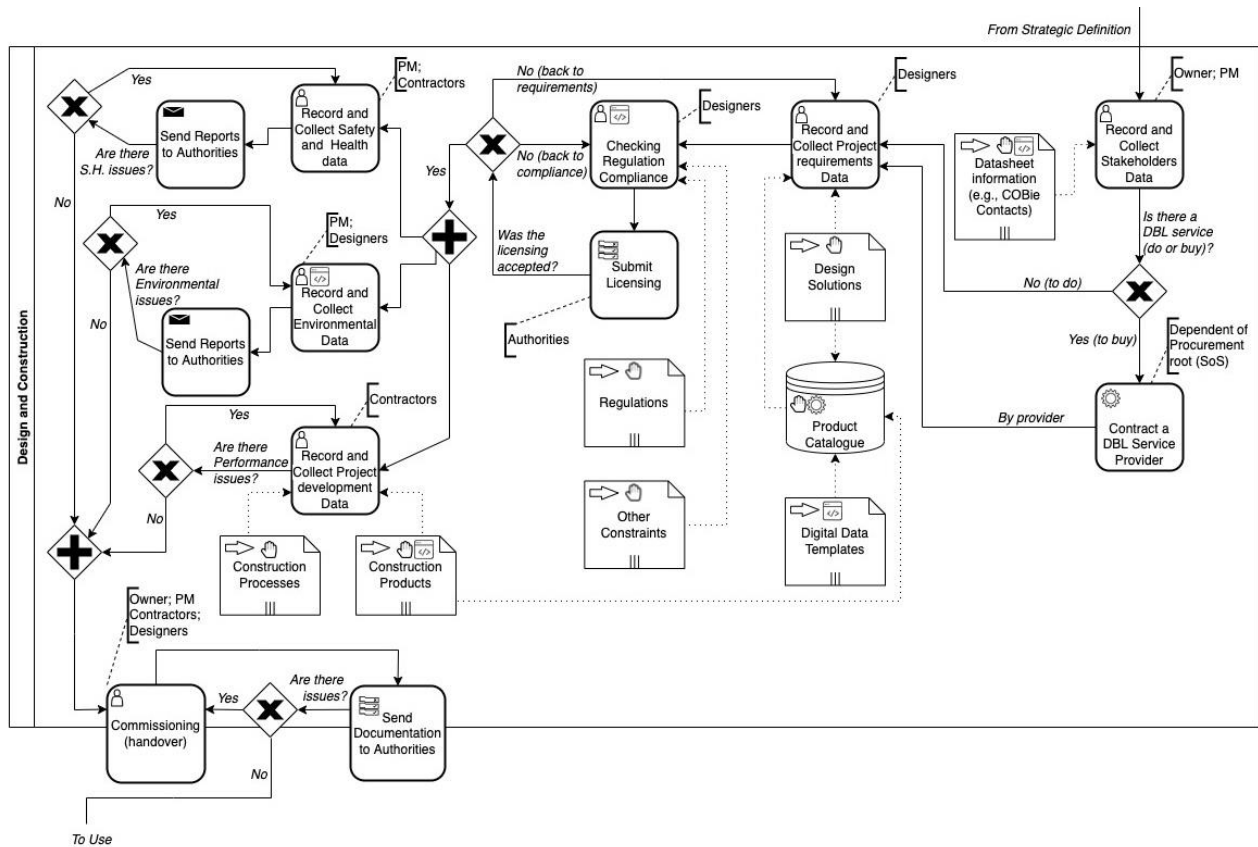 From Strategic Definition
Design and Construction
Yes
PM;
Contractors
Record and
Collect Safety
and Health
data
Send Reports
to Authorities
Are there
S.H. issues?
No
Yes
PM;
Designers
Record and
Collect
Environmental
Data
Are there
Environmental
issues?
Send Reports
to Authorities
No
Yes
Contractors
Record and
Collect Project
development
Data
Are there
Performance
issues?
No
Construction
Processes
Construction
Products
Yes
No (back to
requirements)
No (back to
compliance)
Was the
licensing
accepted?
Designers
Checking
Regulation
Compliance
</>
Submit
Licensing
Authorities
Regulations
Other
Constraints
Designers
Record and
Collect Project
requirements
Data
Design
Solutions
Product
Catalogue
Digital Data
Templates
Datasheet
information
(e.g., COBie
Contacts)
Owner; PM
Record and
Collect
Stakeholders
Data
Is there a
DBL service
(do or buy)?
No (to do)
Yes (to buy)
Dependent of
Procurement
root (SoS)
By provider
Contract a
DBL Service
Provider
Owner; PM
Contractors;
Designers
Commissioning
(handover)
Yes
Are there
issues?
Send
Documentation
to Authorities
No
To Use